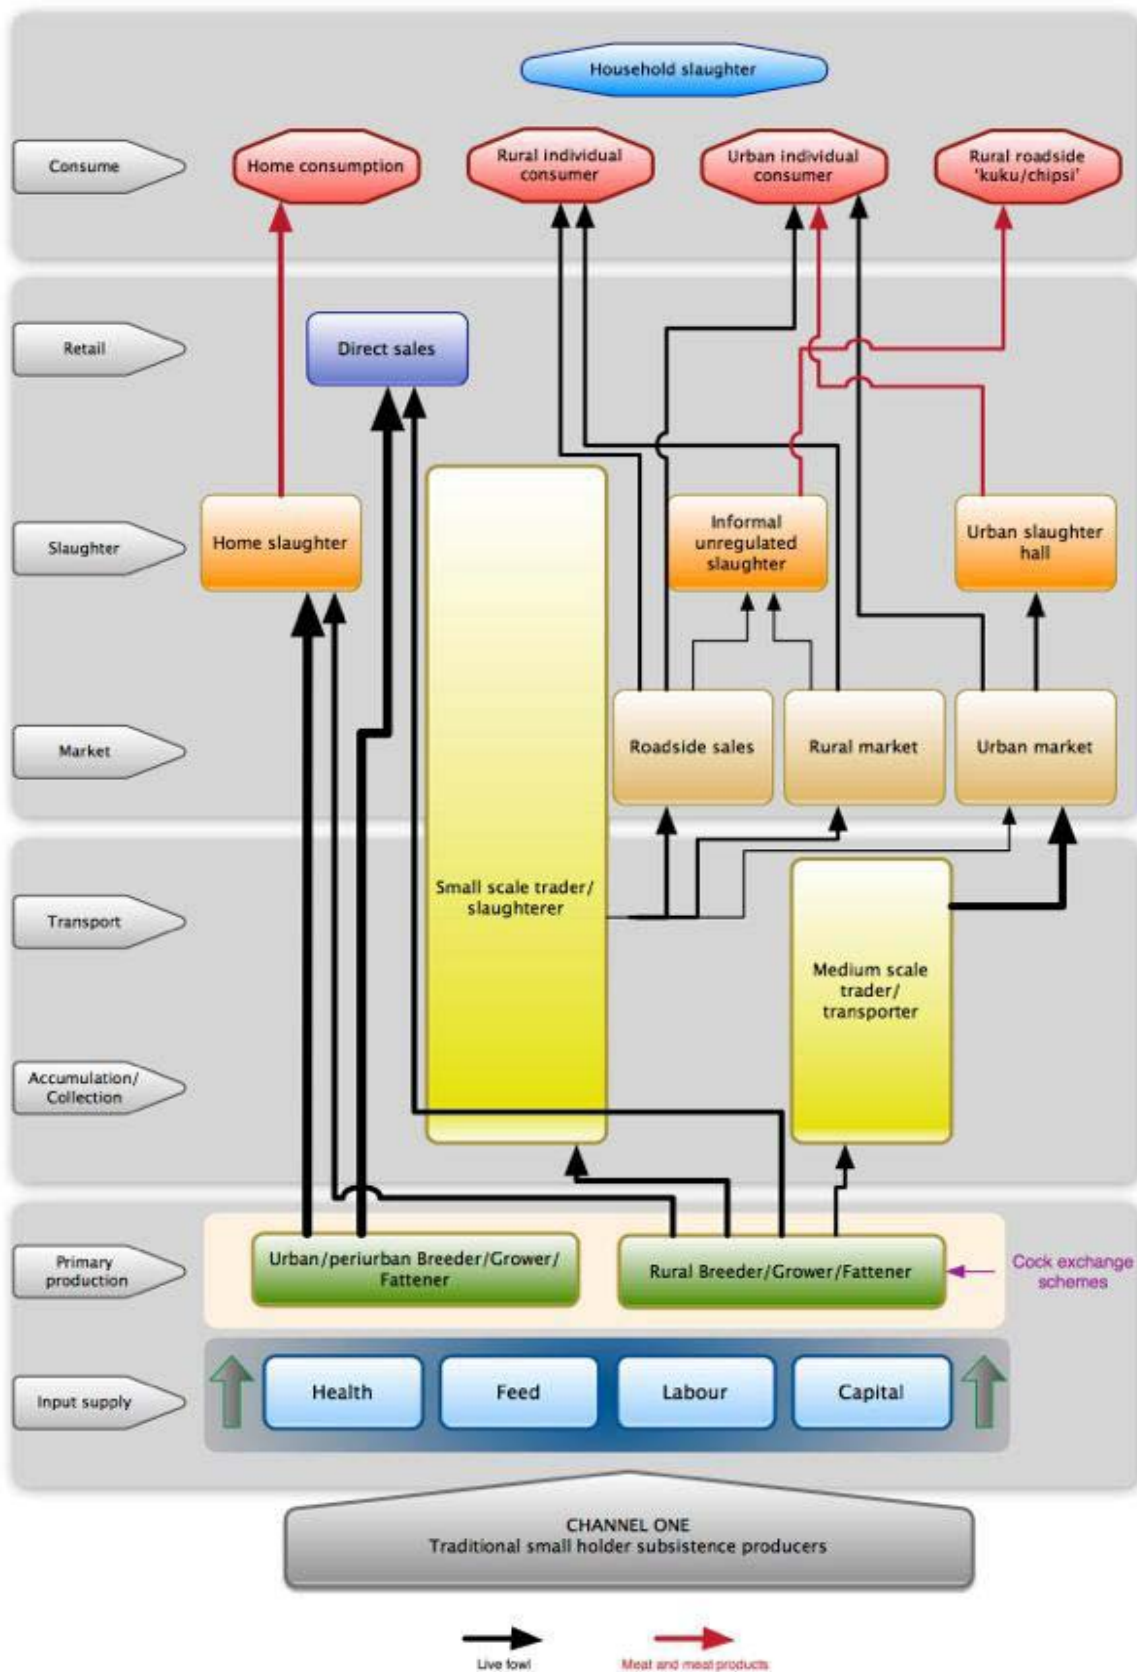 Household slaughter
Consume
Home consumption
Rural individual
consumer
Urban individual
consumer
Rural roadside
'kuku/chipsi'
Retail
Direct sales
Slaughter
Home slaughter
Informal
unregulated
slaughter
Urban slaughter
hall
Market
Roadside sales
Rural market
Urban market
Transport
Small scale trader/
slaughterer
Medium scale
trader/
transporter
Accumulation/
Collection
Primary
production
Urban/periurban Breeder/Grower/
Fattener
Rural Breeder/Grower/Fattener
Cock exchange
schemes
Input supply
Health
Feed
Labour
Capital
CHANNEL ONE
Traditional small holder subsistence producers
Live fowl
Meat and meat products